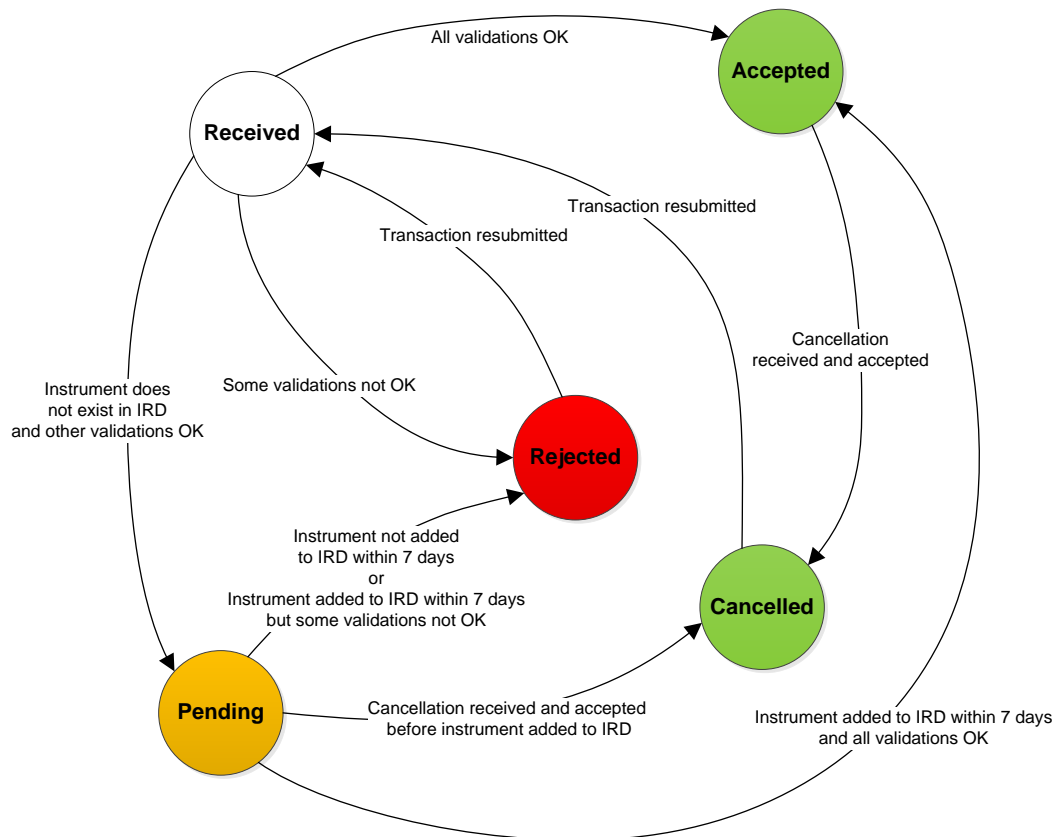 All validations OK
Accepted
Received
Transaction resubmitted
Transaction resubmitted
Cancellation
received and accepted
Instrument does
not exist in IRD
and other validations OK
Some validations not OK
Rejected
Instrument not added
to IRD within 7 days
or
Instrument added to IRD within 7 days
but some validations not OK
Cancelled
Pending
Cancellation received and accepted
before instrument added to IRD
Instrument added to IRD within 7 days
and all validations OK